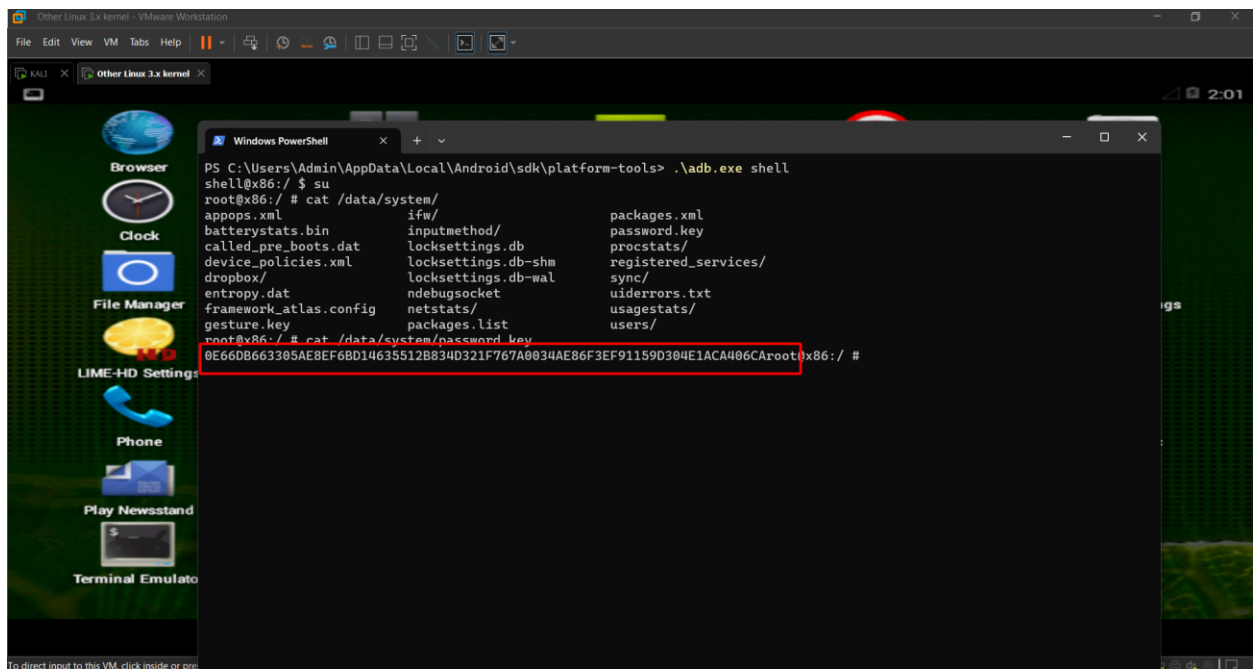 Other Linux 3.x kernel - VMware Workstation
File Edit View VM Tabs Help
KALI Other Linux 3.x kernel
2:01
Windows PowerShell
Browser
Clock
File Manager
LIME-HD Settings
Phone
Play Newsstand
Terminal Emulato
PS C:\Users\Admin\AppData\Local\Android\sdk\platform-tools> .\adb.exe shell
shell@x86:/ $ su
root@x86:/ # cat /data/system/
appops.xml ifw/ packages.xml
batterystats.bin inputmethod/ password.key
called_pre_boots.dat locksettings.db procstats/
device_policies.xml locksettings.db-shm registered_services/
dropbox/ locksettings.db-wal sync/
entropy.dat ndebugsocket uiderrors.txt
framework_atlas.config netstats/ usagestats/
gesture.key packages.list users/
root@x86:/ # cat /data/system/password.key
0E66DB663305AE8EF6BD14635512B834D321F767A0034AE86F3EF91159D304E1ACA406CAroot@x86:/ #
ngs
To direct input to this VM, click inside or pre